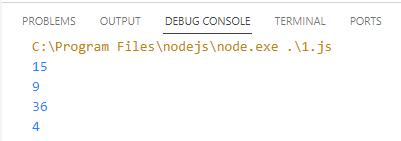 PROBLEMS OUTPUT DEBUG CONSOLE TERMINAL PORTS
C:\Program Files\nodejs\node.exe .\1.js
15
9
36
4